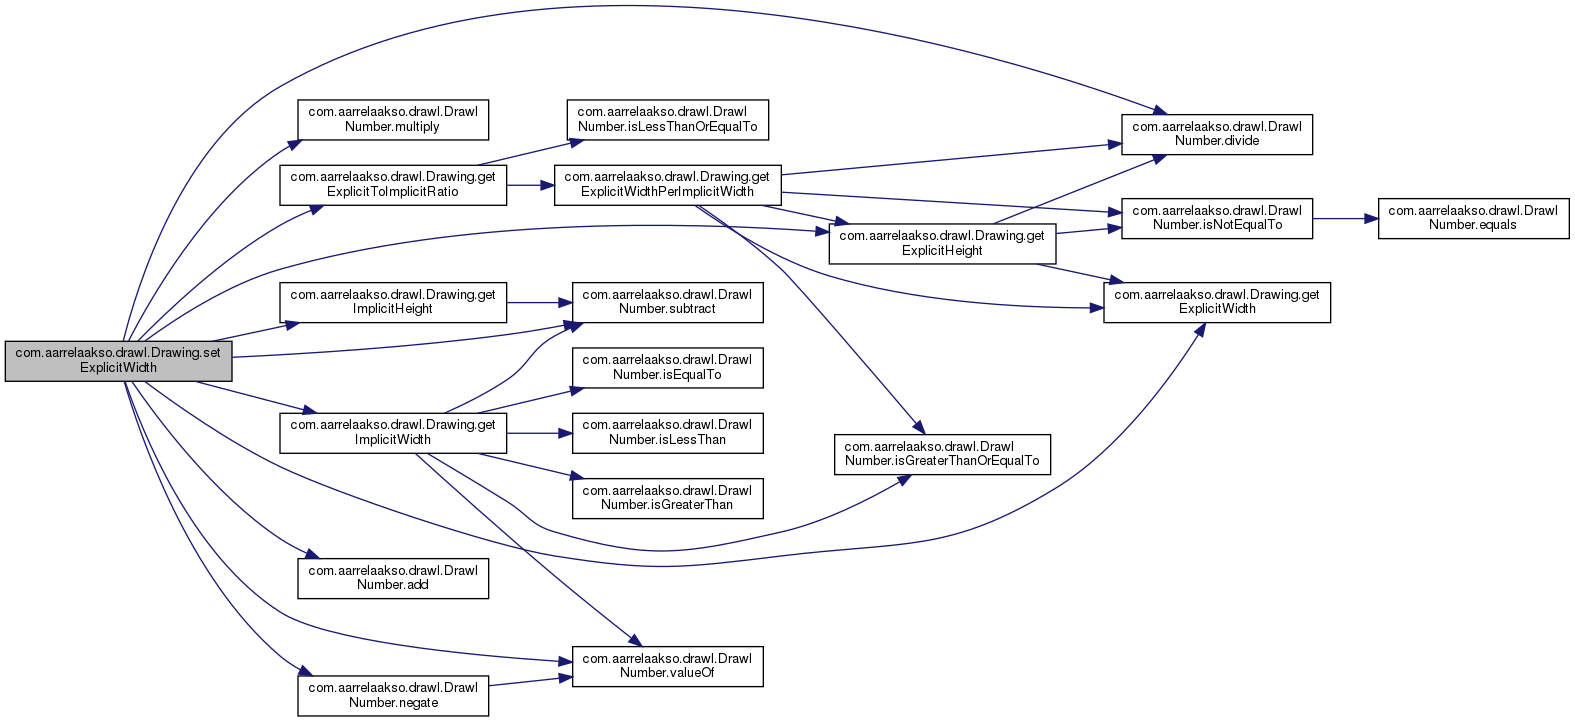 com.aarrelaakso.drawl.Drawing.set
ExplicitWidth
com.aarrelaakso.drawl.Drawl
Number.multiply
com.aarrelaakso.drawl.Drawing.get
ExplicitToImplicitRatio
com.aarrelaakso.drawl.Drawing.get
ImplicitHeight
com.aarrelaakso.drawl.Drawing.get
ImplicitWidth
com.aarrelaakso.drawl.Drawl
Number.add
com.aarrelaakso.drawl.Drawl
Number.negate
com.aarrelaakso.drawl.Drawl
Number.isLessThanOrEqualTo
com.aarrelaakso.drawl.Drawing.get
ExplicitWidthPerImplicitWidth
com.aarrelaakso.drawl.Drawl
Number.subtract
com.aarrelaakso.drawl.Drawl
Number.isEqualTo
com.aarrelaakso.drawl.Drawl
Number.isLessThan
com.aarrelaakso.drawl.Drawl
Number.isGreaterThan
com.aarrelaakso.drawl.Drawl
Number.valueOf
com.aarrelaakso.drawl.Drawing.get
ExplicitHeight
com.aarrelaakso.drawl.Drawl
Number.isGreaterThanOrEqualTo
com.aarrelaakso.drawl.Drawl
Number.divide
com.aarrelaakso.drawl.Drawl
Number.isNotEqualTo
com.aarrelaakso.drawl.Drawing.get
ExplicitWidth
com.aarrelaakso.drawl.Drawl
Number.equals